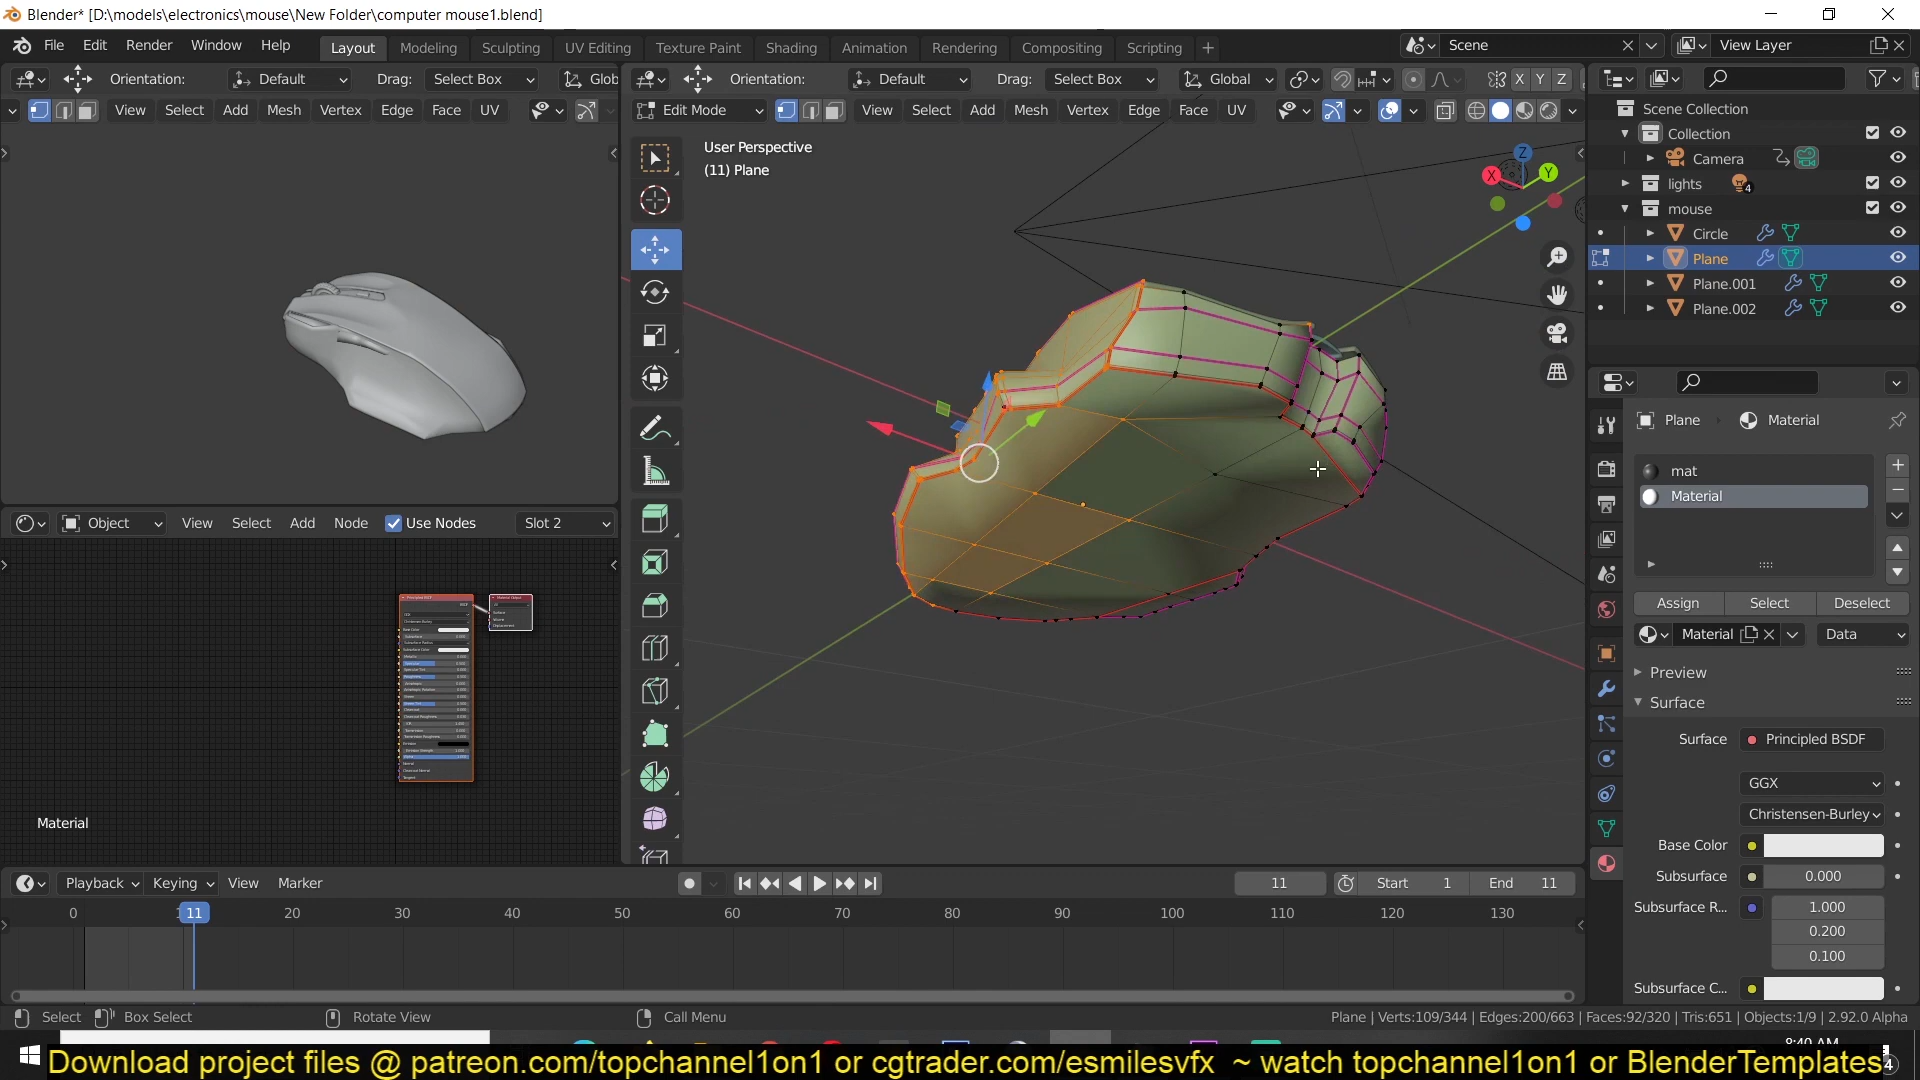 Blender* [D:\models\electronics\mouse\New Folder\computer mouse1.blend]
File Edit Render Window Help Layout Modeling Sculpting UV Editing Texture Paint Shading Animation Rendering Compositing Scripting + Scene View Layer
Orientation: Default Drag: Select Box Glob
View Select Add Mesh Vertex Edge Face UV
Orientation: Default Drag: Select Box Global X Y Z
Edit Mode View Select Add Mesh Vertex Edge Face UV
User Perspective
(11) Plane
Z
X
Y
Scene Collection
Collection
Camera
lights 4
mouse
Circle
Plane
Plane.001
Plane.002
Plane Material
mat
Material
Assign Select Deselect
Material Data
Preview
Surface
Surface Principled BSDF
GGX
Christensen-Burley
Base Color
Subsurface 0.000
Subsurface R... 1.000
0.200
0.100
Subsurface C...
Object View Select Add Node Use Nodes Slot 2
Material
Playback Keying View Marker 11 Start 1 End 11
0 11 20 30 40 50 60 70 80 90 100 110 120 130
Select Box Select Rotate View Call Menu
Plane | Verts:109/344 | Edges:200/663 | Faces:92/320 | Tris:651 | Objects:1/9 | 2.92.0 Alpha
8:40 AM
Download project files @ patreon.com/topchannel1on1 or cgtrader.com/esmilesvfx ~ watch topchannel1on1 or BlenderTemplates
4